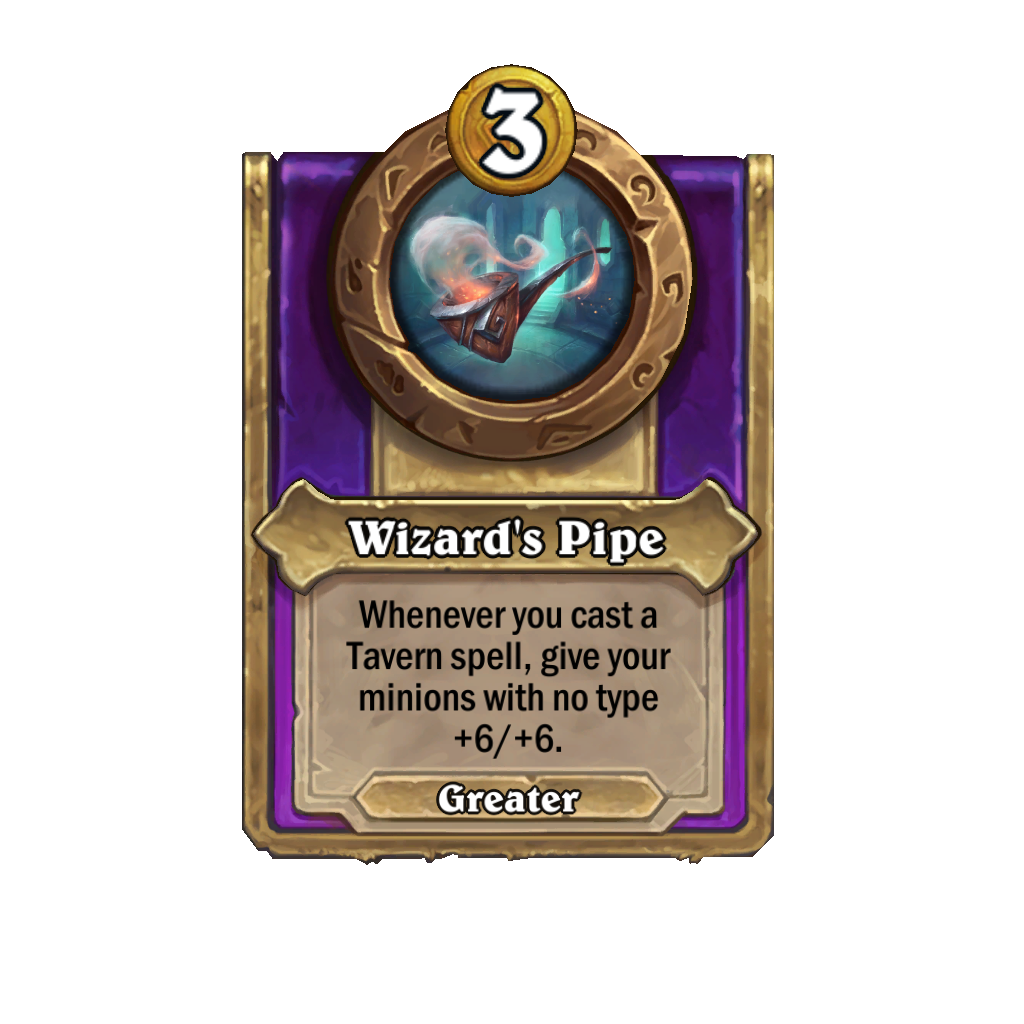 3
Wizard's Pipe
Whenever you cast a
Tavern spell, give your
minions with no type
+6/+6.
Greater